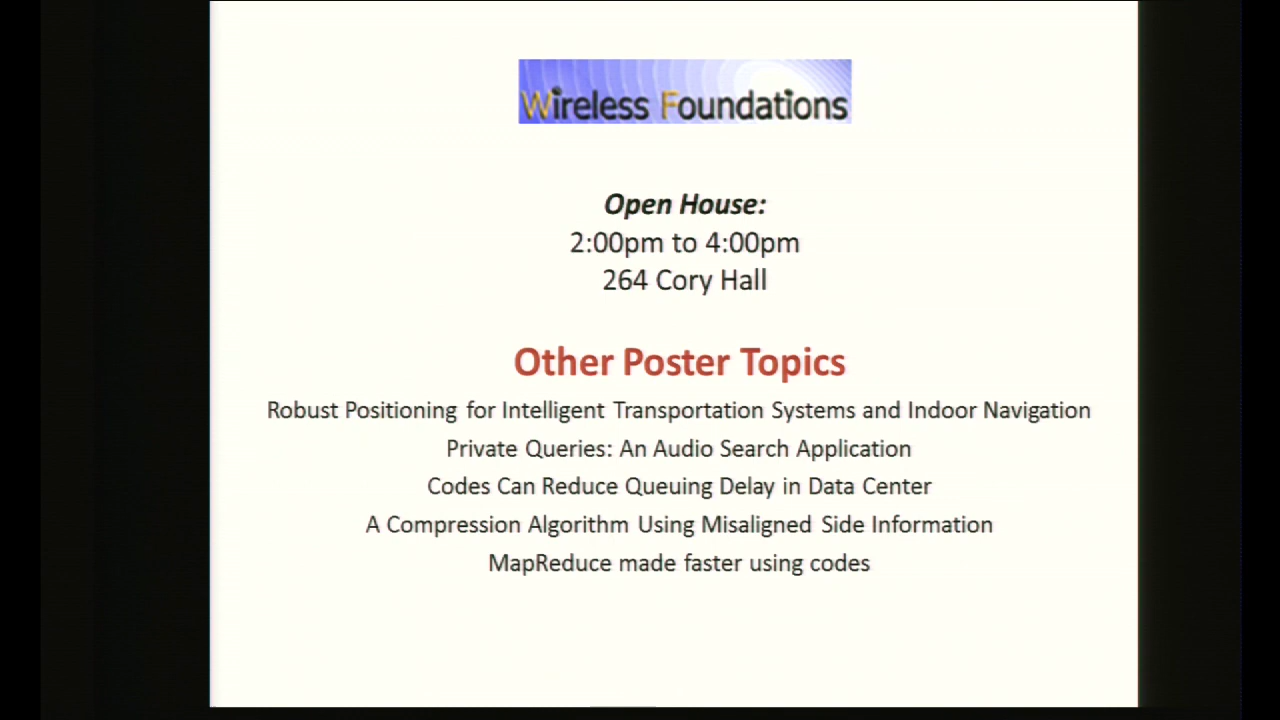 Wireless Foundations
Open House:
2:00pm to 4:00pm
264 Cory Hall
Other Poster Topics
Robust Positioning for Intelligent Transportation Systems and Indoor Navigation
Private Queries: An Audio Search Application
Codes Can Reduce Queuing Delay in Data Center
A Compression Algorithm Using Misaligned Side Information
MapReduce made faster using codes